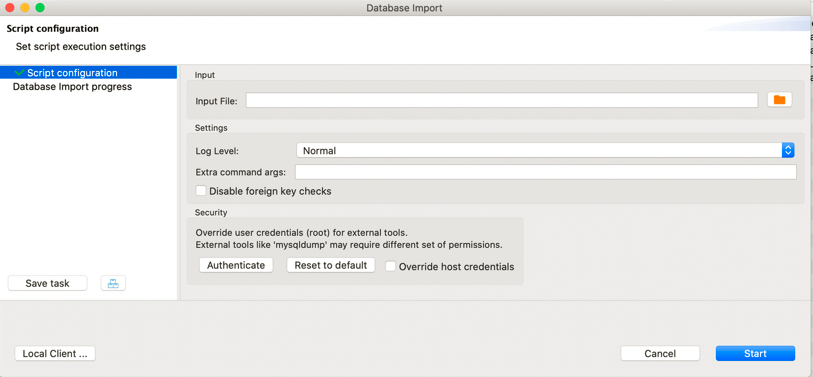 Database Import
Script configuration
Set script execution settings
Script configuration
Database Import progress
Input
Input File:
Settings
Log Level:
Normal
Extra command args:
Disable foreign key checks
Security
Override user credentials (root) for external tools.
External tools like 'mysqldump' may require different set of permissions.
Authenticate
Reset to default
Override host credentials
Save task
Local Client ...
Cancel
Start